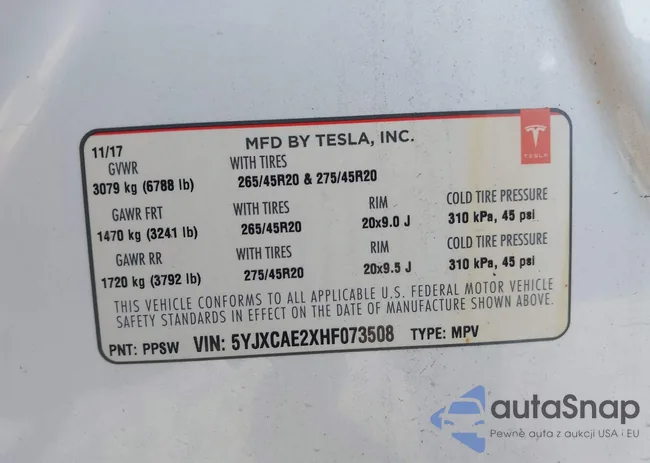 MFD BY TESLA, INC.
TESLA
11/17
GVWR WITH TIRES
3079 kg (6788 lb) 265/45R20 & 275/45R20
GAWR FRT WITH TIRES RIM COLD TIRE PRESSURE
1470 kg (3241 lb) 265/45R20 20x9.0 J 310 kPa, 45 psi
GAWR RR WITH TIRES RIM COLD TIRE PRESSURE
1720 kg (3792 lb) 275/45R20 20x9.5 J 310 kPa, 45 psi
THIS VEHICLE CONFORMS TO ALL APPLICABLE U.S. FEDERAL MOTOR VEHICLE
SAFETY STANDARDS IN EFFECT ON THE DATE OF MANUFACTURE SHOWN ABOVE.
PNT: PPSW VIN: 5YJXCAE2XHF073508 TYPE: MPV
autaSnap
Pewne auta z aukcji USA i EU